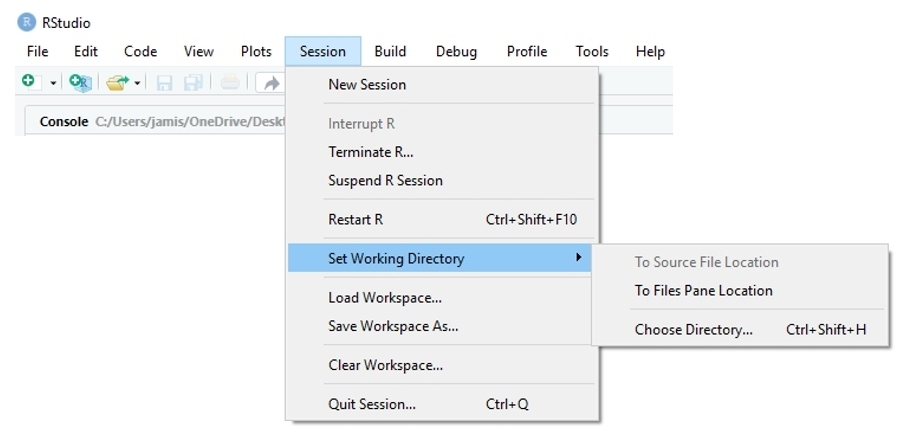 RStudio
File Edit Code View Plots Session Build Debug Profile Tools Help
Console C:/Users/jamis/OneDrive/Deskt
New Session
Interrupt R
Terminate R...
Suspend R Session
Restart R Ctrl+Shift+F10
Set Working Directory
To Source File Location
To Files Pane Location
Choose Directory... Ctrl+Shift+H
Load Workspace...
Save Workspace As...
Clear Workspace...
Quit Session... Ctrl+Q